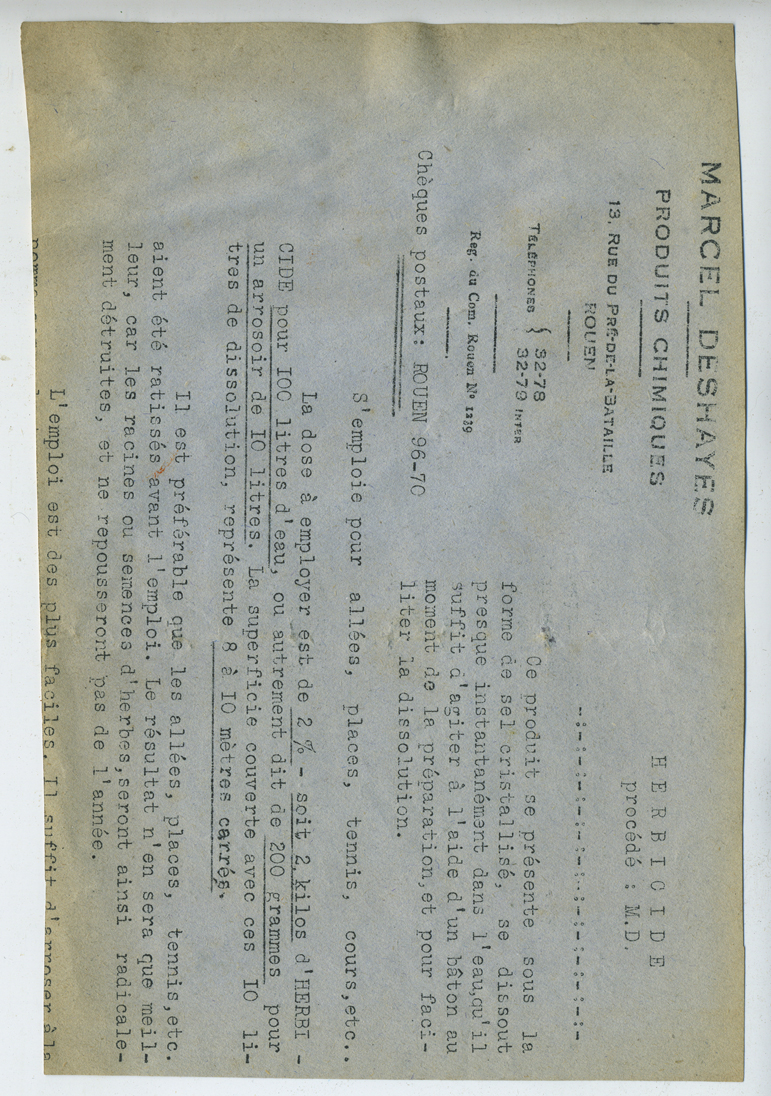 MARCEL DESHAYES
PRODUITS CHIMIQUES
13, RUE DU PRÉ-DE-LA-BATAILLE
ROUEN
TÉLÉPHONES { 32-78
32-79 INTER
Reg. du Com. Rouen Nº 1239
Chèques postaux: ROUEN 96-70
HERBICIDE
procédé : M.D.
-:-:-:-:-:-:-:-:-:-:-:-:-
Ce produit se présente sous la
forme de sel cristallisé, se dissout
presque instantanément dans l'eau,qu'il
suffit d'agiter à l'aide d'un bâton au
moment de la préparation,et pour faci-
liter la dissolution.
S'emploie pour allées, places, tennis, cours,etc..
La dose à employer est de 2 % - soit 2 kilos d'HERBI -
CIDE pour I00 litres d'eau, ou autrement dit de 200 grammes pour
un arrosoir de I0 litres. La superficie couverte avec ces I0 li-
tres de dissolution, représente 8 à I0 mètres carrés.
Il est préférable que les allées, places, tennis,etc.
aient été ratissés avant l'emploi. Le résultat n'en sera que meil-
leur, car les racines ou semences d'herbes,seront ainsi radicale-
ment détruites, et ne repousseront pas de l'année.
L'emploi est des plus faciles. Il suffit d'arroser à la